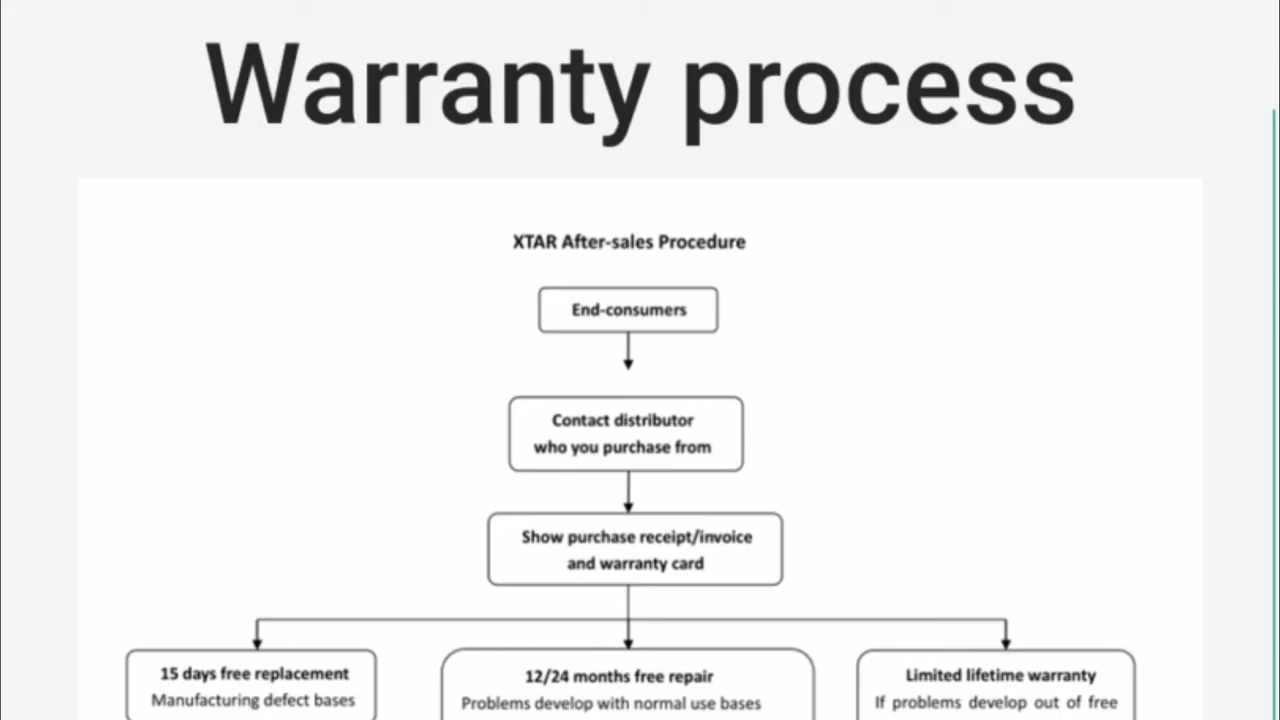 Warranty process
XTAR After-sales Procedure
End-consumers
Contact distributor
who you purchase from
Show purchase receipt/invoice
and warranty card
15 days free replacement
Manufacturing defect bases
12/24 months free repair
Problems develop with normal use bases
Limited lifetime warranty
If problems develop out of free